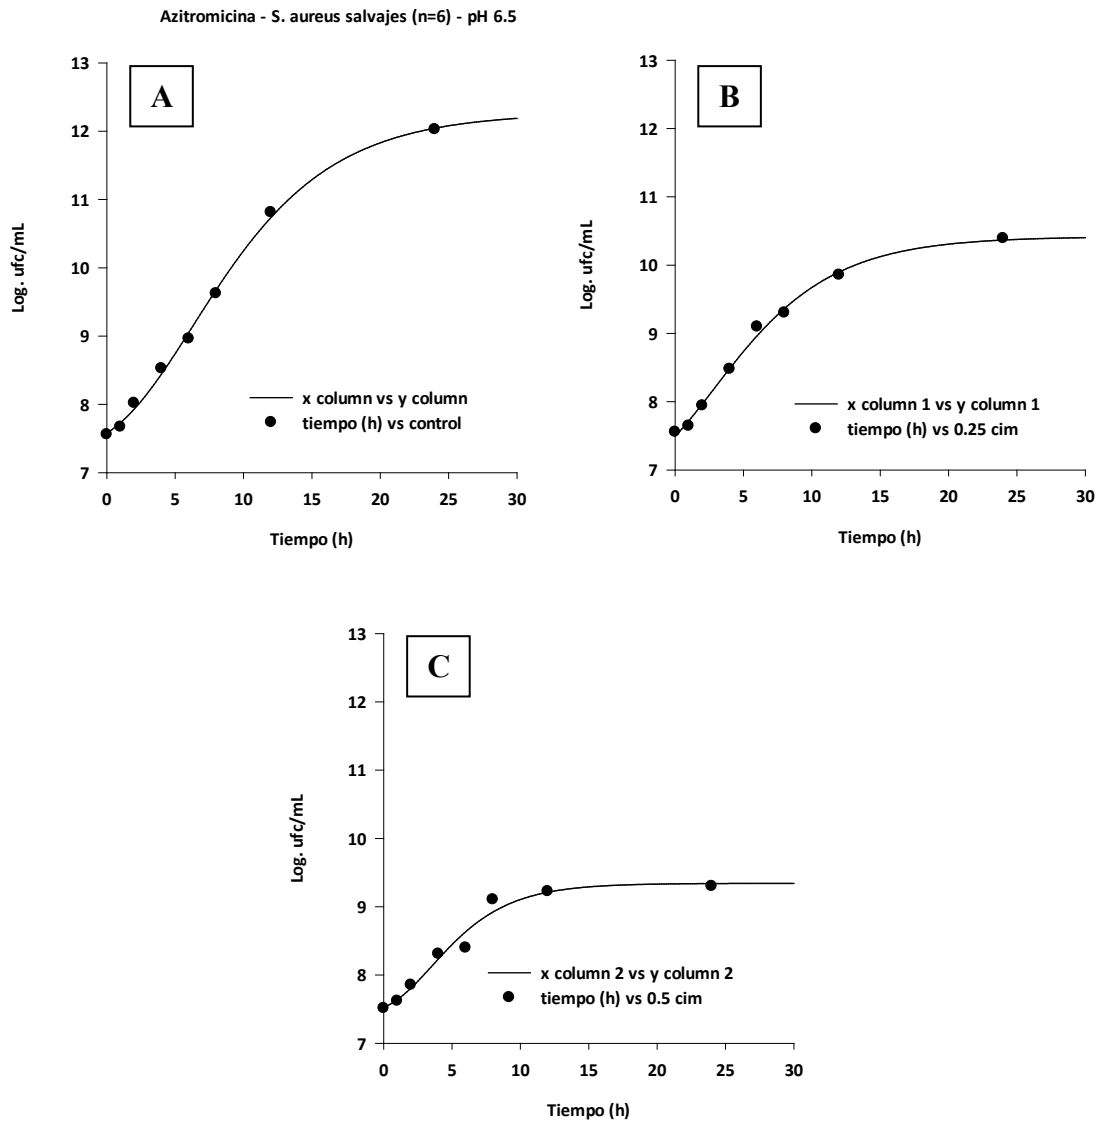 Azitromicina - S. aureus salvajes (n=6) - pH 6.5
A
13
12
11
10
9
8
7
Log. ufc/mL
x column vs y column
tiempo (h) vs control
0 5 10 15 20 25 30
Tiempo (h)
B
13
12
11
10
9
8
7
Log. ufc/mL
x column 1 vs y column 1
tiempo (h) vs 0.25 cim
0 5 10 15 20 25 30
Tiempo (h)
C
13
12
11
10
9
8
7
Log. ufc/mL
x column 2 vs y column 2
tiempo (h) vs 0.5 cim
0 5 10 15 20 25 30
Tiempo (h)